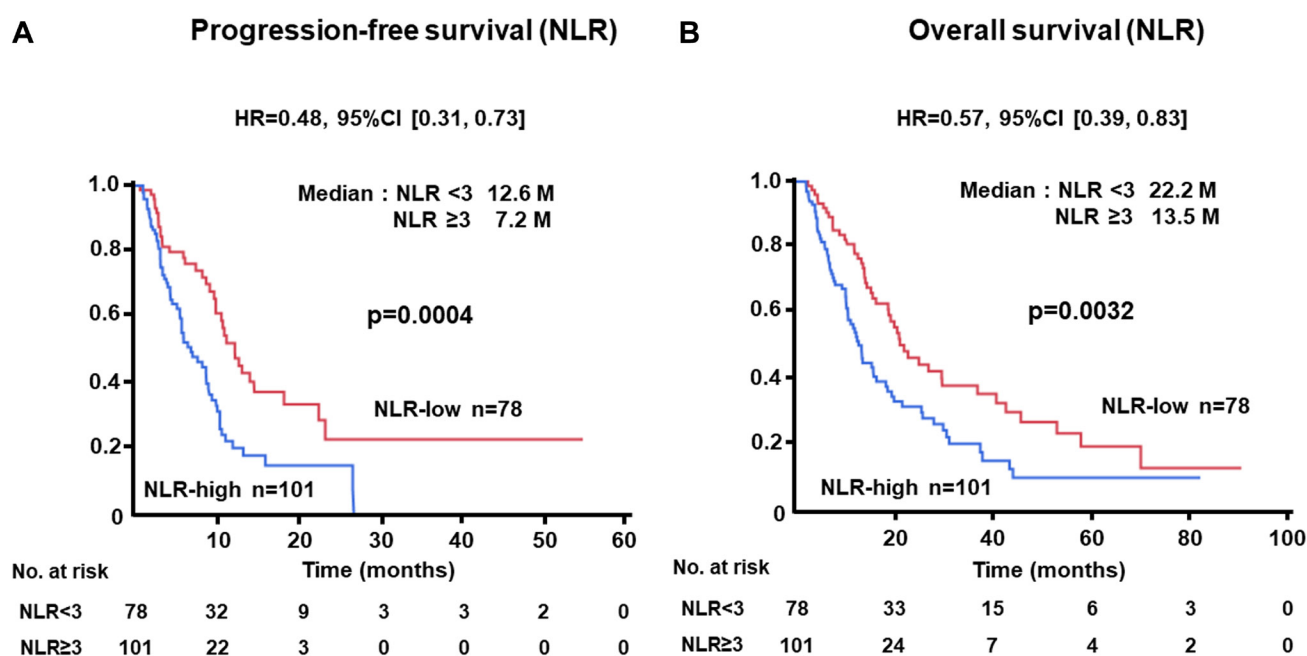 A Progression-free survival (NLR)
HR=0.48, 95%CI [0.31, 0.73]
Median : NLR <3 12.6 M
NLR ≥3 7.2 M
p=0.0004
NLR-low n=78
NLR-high n=101
1.0
0.8
0.6
0.4
0.2
0
10 20 30 40 50 60
Time (months)
No. at risk
NLR<3 78 32 9 3 3 2 0
NLR≥3 101 22 3 0 0 0 0
B Overall survival (NLR)
HR=0.57, 95%CI [0.39, 0.83]
Median : NLR <3 22.2 M
NLR ≥3 13.5 M
p=0.0032
NLR-low n=78
NLR-high n=101
1.0
0.8
0.6
0.4
0.2
0
20 40 60 80 100
Time (months)
No. at risk
NLR<3 78 33 15 6 3 0
NLR≥3 101 24 7 4 2 0